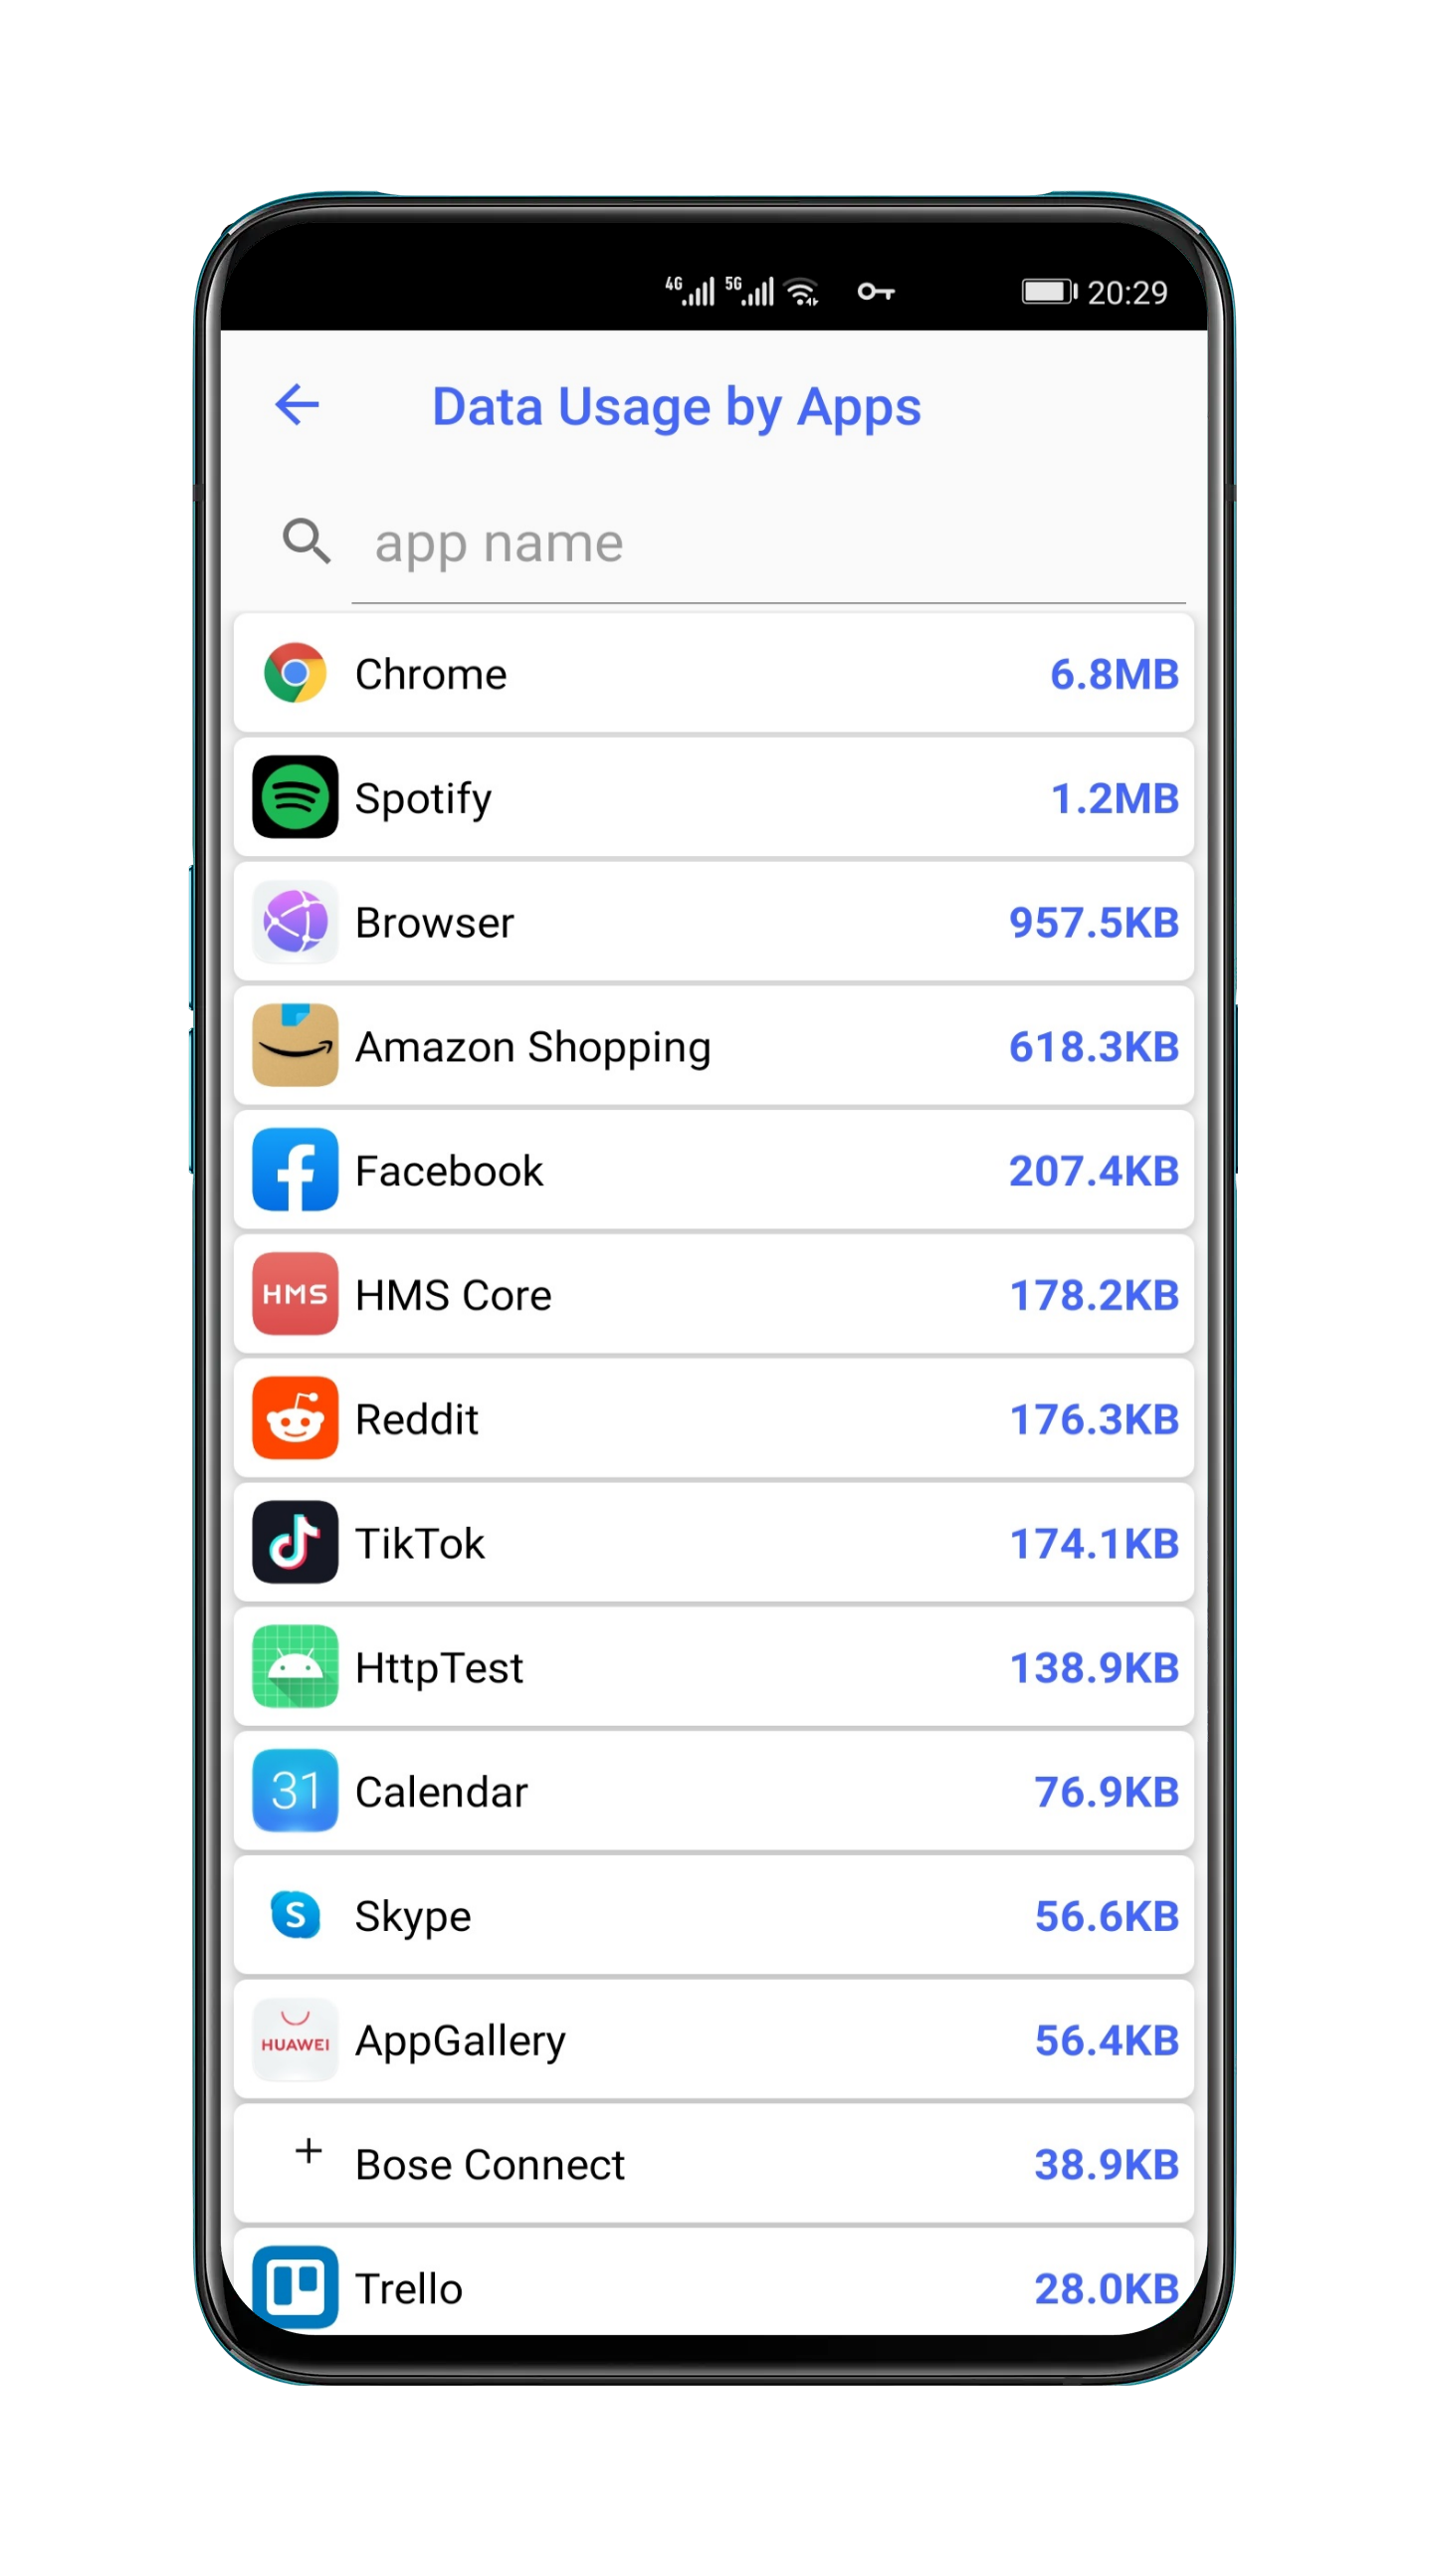 4G 5G 20:29
Data Usage by Apps
app name
Chrome 6.8MB
Spotify 1.2MB
Browser 957.5KB
Amazon Shopping 618.3KB
Facebook 207.4KB
HMS HMS Core 178.2KB
Reddit 176.3KB
TikTok 174.1KB
HttpTest 138.9KB
31 Calendar 76.9KB
S Skype 56.6KB
HUAWEI AppGallery 56.4KB
+ Bose Connect 38.9KB
Trello 28.0KB